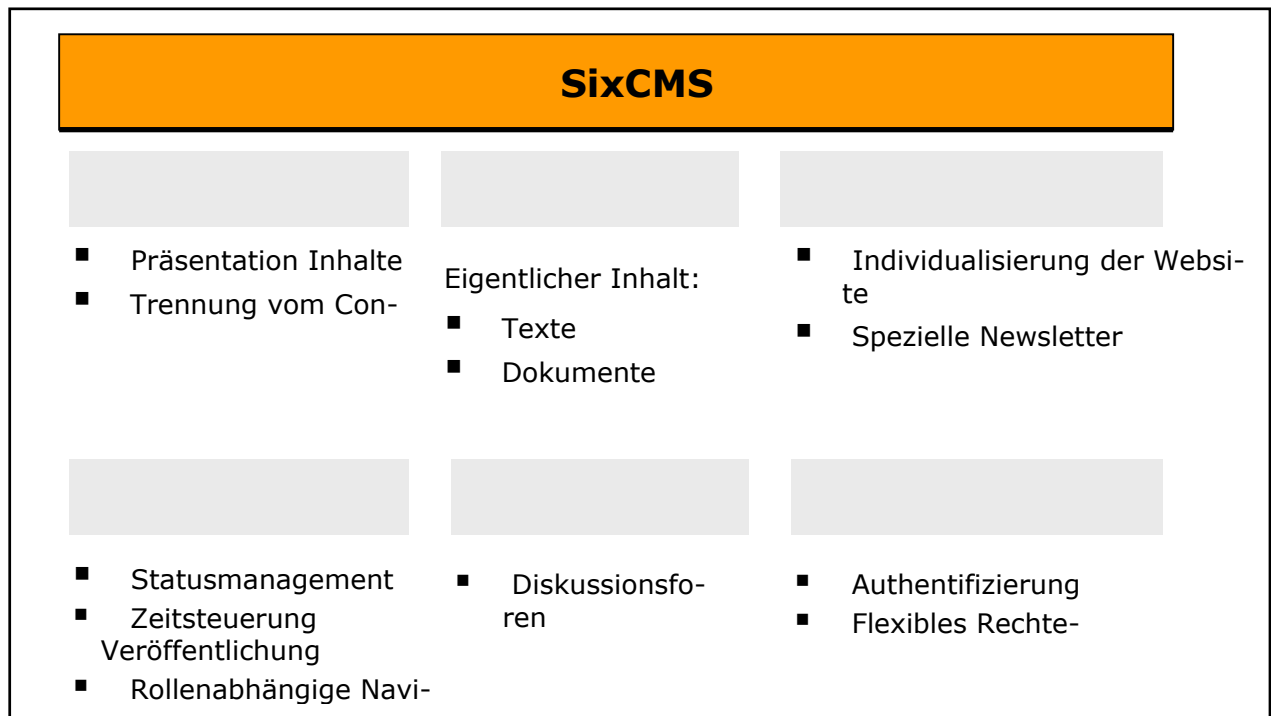 SixCMS
■ Präsentation Inhalte
■ Trennung vom Con-
Eigentlicher Inhalt:
■ Texte
■ Dokumente
■ Individualisierung der Websi-
te
■ Spezielle Newsletter
■ Statusmanagement
■ Zeitsteuerung
Veröffentlichung
■ Rollenabhängige Navi-
■ Diskussionsfo-
ren
■ Authentifizierung
■ Flexibles Rechte-